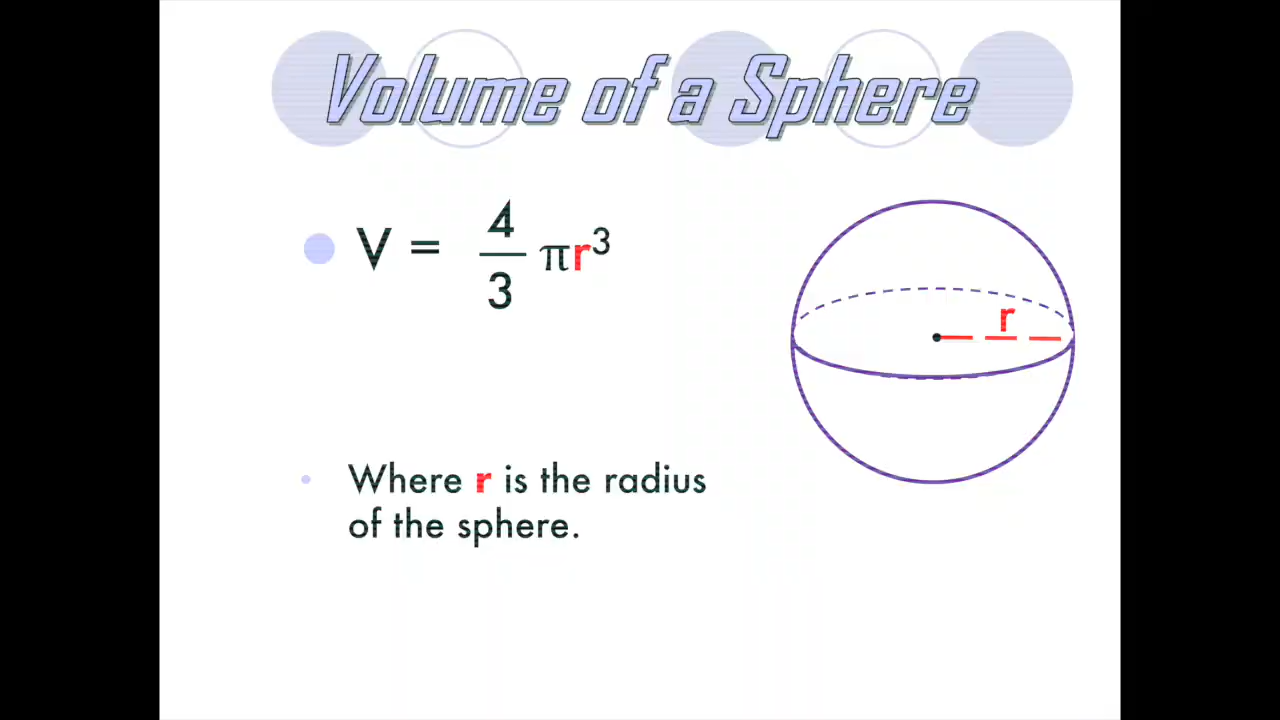 Volume of a Sphere
V = 4/3 πr³
r
Where r is the radius
of the sphere.